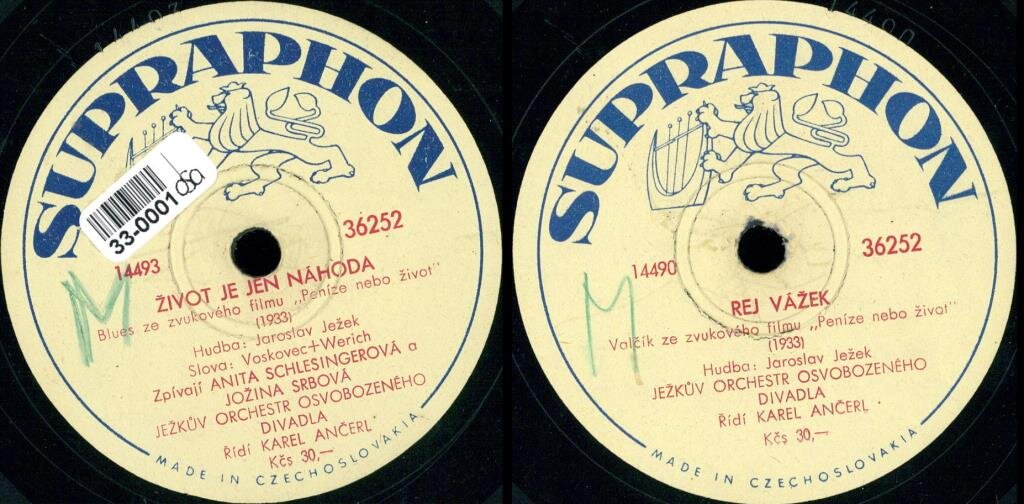 14493
SUPRAPHON
33-0001 osa
36252
14493
ŽIVOT JE JEN NÁHODA
Blues ze zvukového filmu „Peníze nebo život"
(1933)
Hudba: Jaroslav Ježek
Slova: Voskovec+Werich
Zpívají ANITA SCHLESINGEROVÁ a
JOŽINA SRBOVÁ
JEŽKŮV ORCHESTR OSVOBOZENÉHO
DIVADLA
Řídí KAREL ANČERL
Kčs 30,—
MADE IN CZECHOSLOVAKIA
M
14490
SUPRAPHON
36252
14490
REJ VÁŽEK
Valčík ze zvukového filmu „Peníze nebo život"
(1933)
Hudba: Jaroslav Ježek
JEŽKŮV ORCHESTR OSVOBOZENÉHO
DIVADLA
Řídí KAREL ANČERL
Kčs 30,—
MADE IN CZECHOSLOVAKIA
M